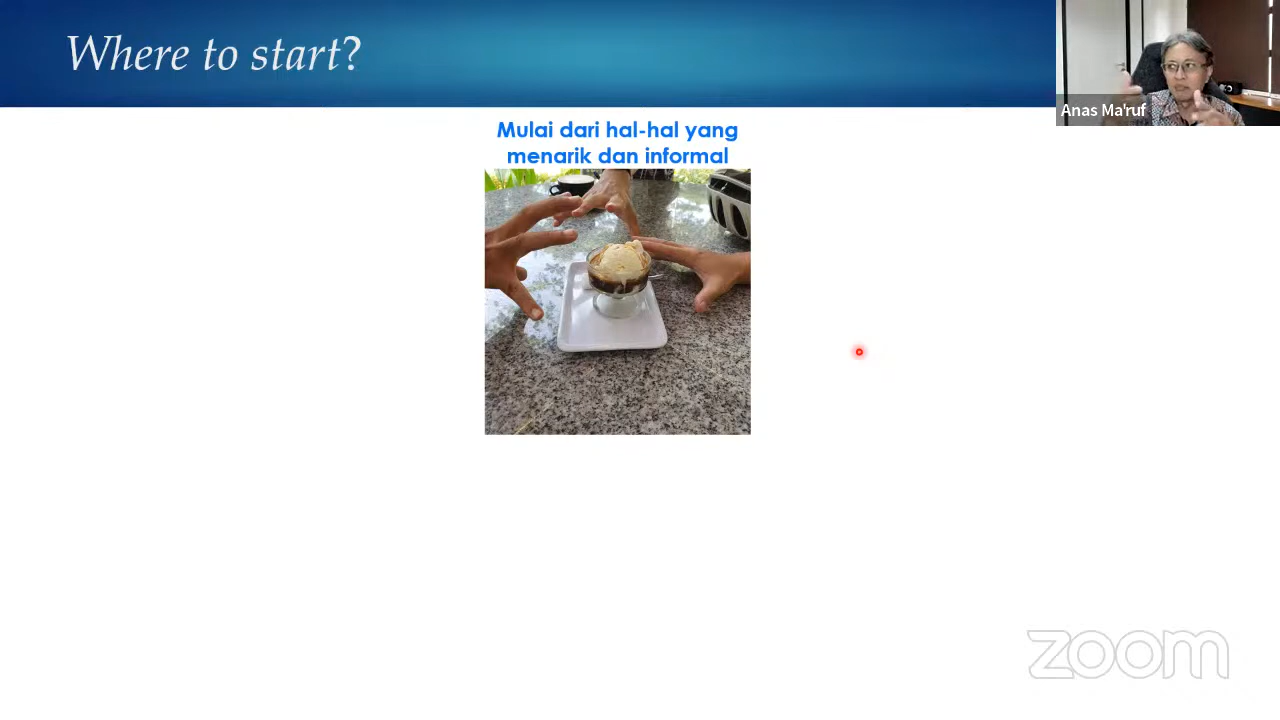 Where to start?
Anas Ma'ruf
Mulai dari hal-hal yang
menarik dan informal
zoom